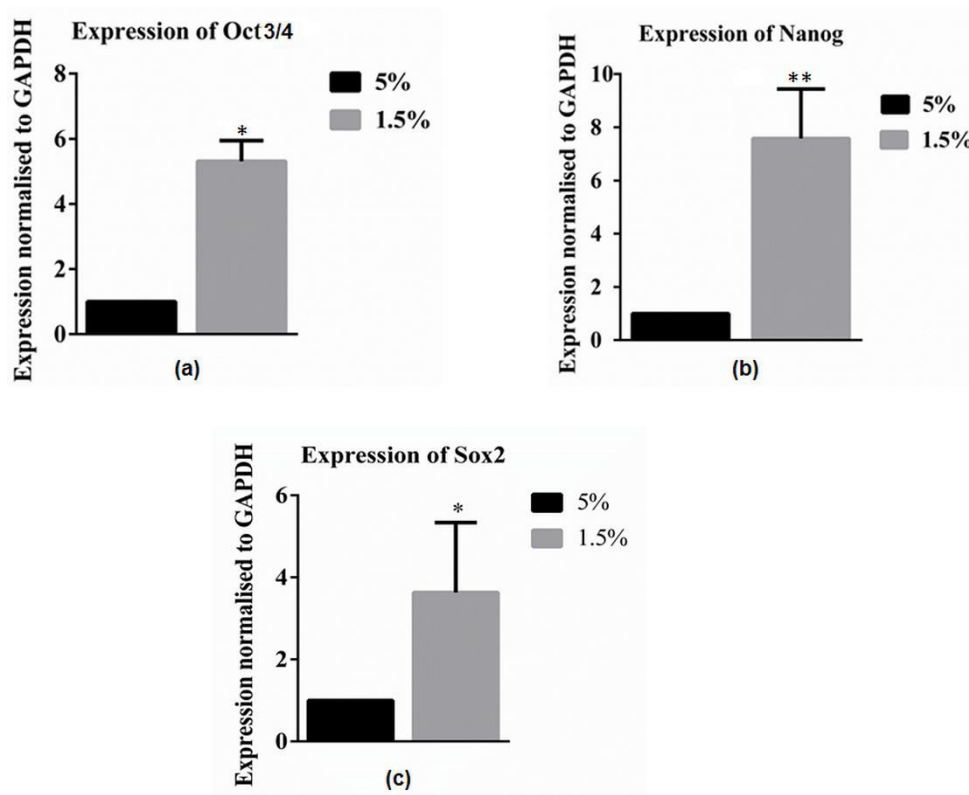 Expression of Oct 3/4
Expression normalised to GAPDH
8
6
4
2
0
*
5%
1.5%
(a)
Expression of Nanog
Expression normalised to GAPDH
10
8
6
4
2
0
**
5%
1.5%
(b)
Expression of Sox2
Expression normalised to GAPDH
6
4
2
0
*
5%
1.5%
(c)